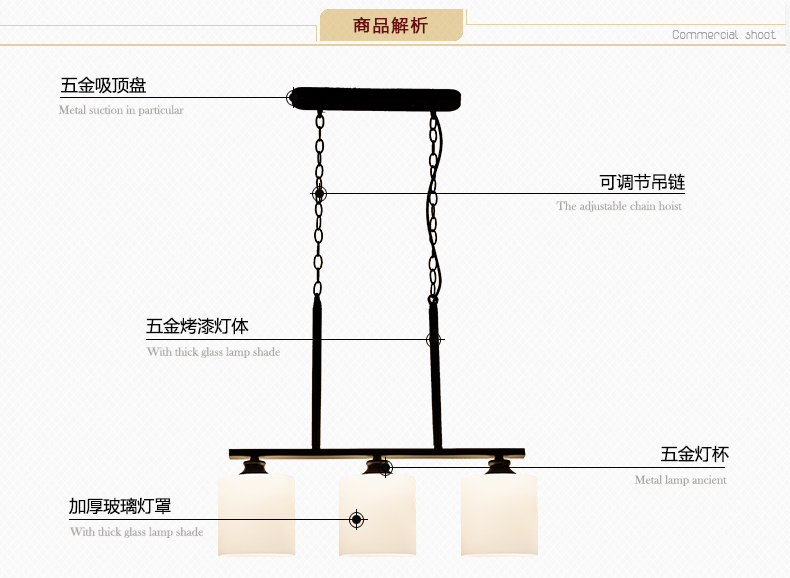 商品解析
Commercial shoot
五金吸顶盘
Metal suction in particular
可调节吊链
The adjustable chain hoist
五金烤漆灯体
With thick glass lamp shade
五金灯杯
Metal lamp ancient
加厚玻璃灯罩
With thick glass lamp shade